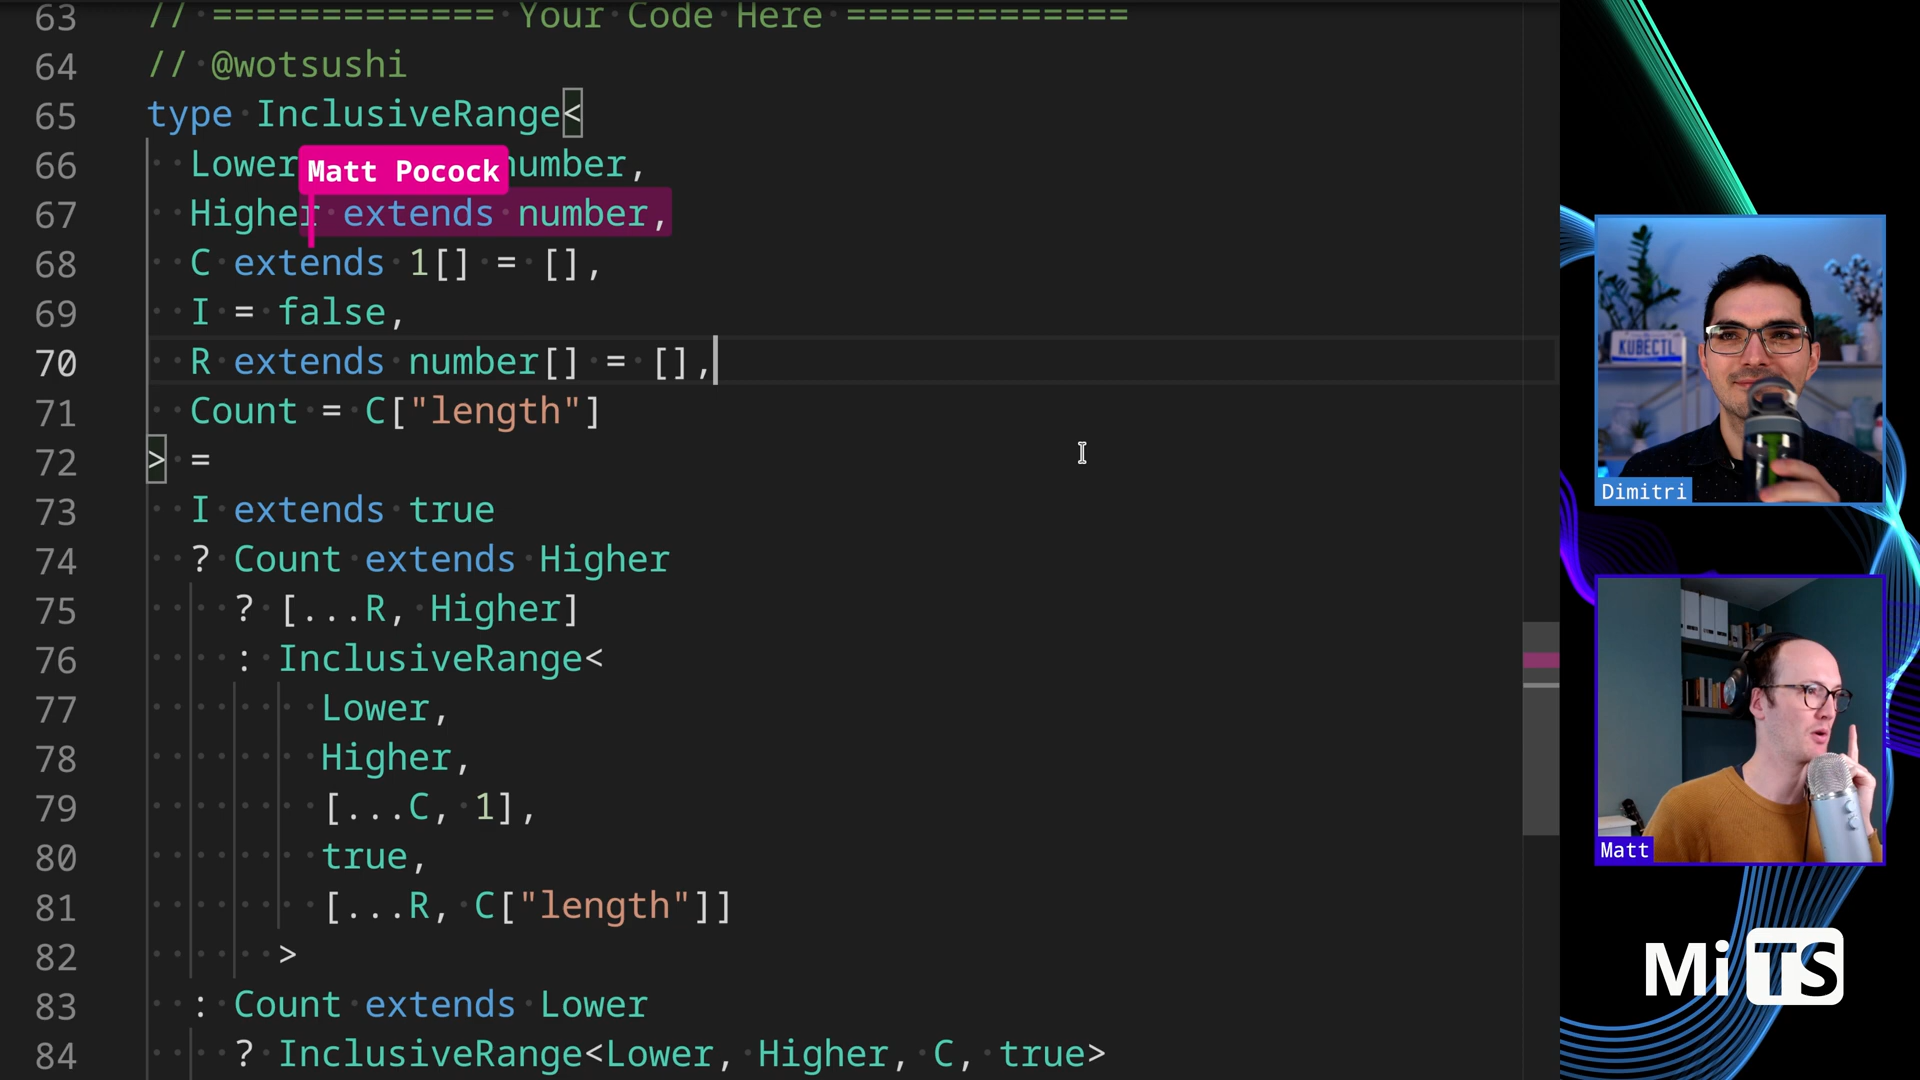 63 // ============= Your Code Here =============
64 // @wotsushi
65 type InclusiveRange<
66 Lower number,
Matt Pocock
67 Higher extends number,
68 C extends 1[] = [],
69 I = false,
70 R extends number[] = [],
71 Count = C["length"]
72 > =
73 I extends true
74 ? Count extends Higher
75 ? [...R, Higher]
76 : InclusiveRange<
77 Lower,
78 Higher,
79 [...C, 1],
80 true,
81 [...R, C["length"]]
82 >
83 : Count extends Lower
84 ? InclusiveRange<Lower, Higher, C, true>
KUBECTL
Dimitri
Matt
MiTS